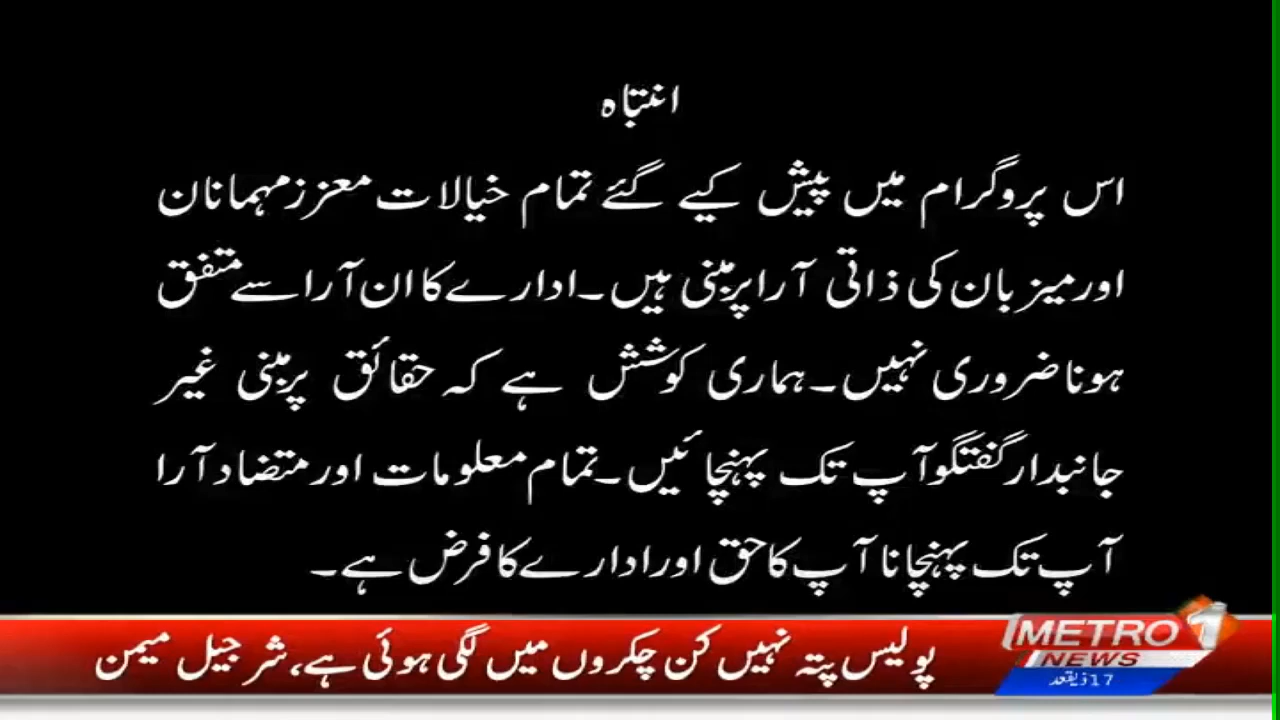 انتباہ
اس پروگرام میں پیش کیے گئے تمام خیالات معزز مہمانان
اور میزبان کی ذاتی آرا پر مبنی ہیں۔ ادارے کا ان آرا سے متفق
ہونا ضروری نہیں۔ ہماری کوشش ہے کہ حقائق پر مبنی غیر
جانبدار گفتگو آپ تک پہنچائیں۔ تمام معلومات اور متضاد آرا
آپ تک پہنچانا آپ کا حق اور ادارے کا فرض ہے۔
پولیس پتہ نہیں کن چکروں میں لگی ہوئی ہے، شرجیل میمن
METRO 1
NEWS
17 ذیقعد